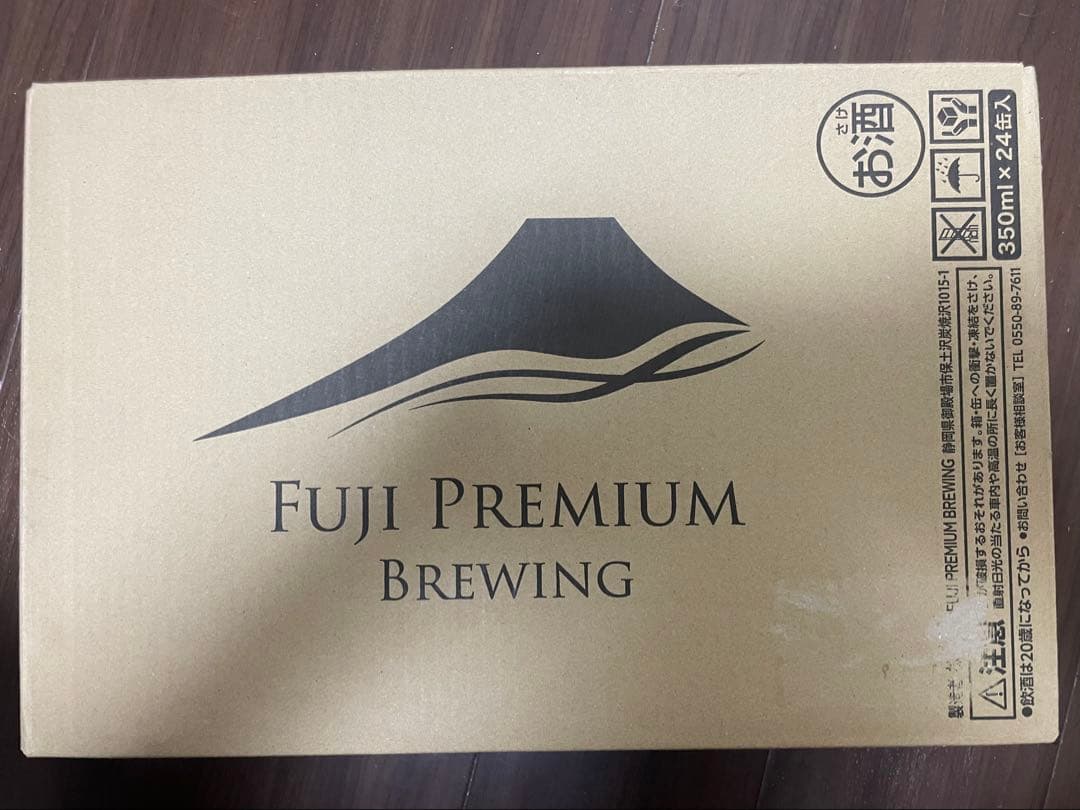 FUJI PREMIUM
BREWING
さけ
お酒
350ml×24缶入
FUJI PREMIUM BREWING 静岡県御殿場市保土沢炭焼沢1015-1
注意
が破損するおそれがあります。箱・缶への衝撃・凍結をさけ、
直射日光の当たる車内や高温の所に長く置かないでください。
●飲酒は20歳になってから ●お問い合わせ[お客様相談室]TEL 0550-89-7611